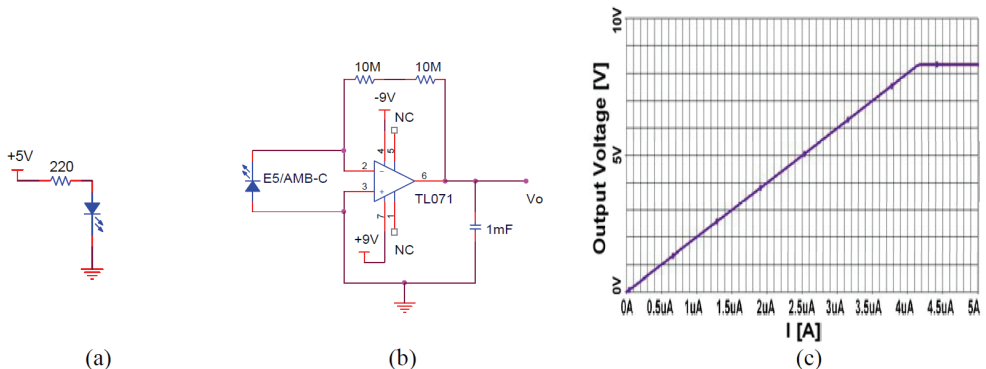 +5V
220
(a)
10M 10M
-9V
NC
4
5
E5/AMB-C
2
3
6
TL071
7
1
+9V
NC
Vo
1mF
(b)
10V
5V
0V
Output Voltage [V]
0A 0.5uA 1uA 1.5uA 2uA 2.5uA 3uA 3.5uA 4uA 4.5uA 5A
I [A]
(c)